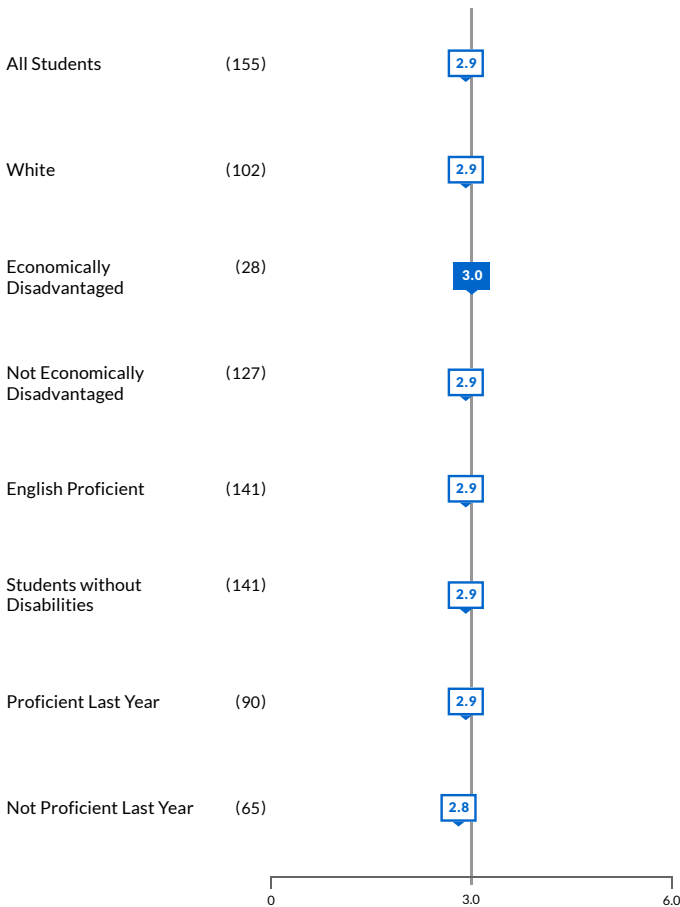 All Students (155) 2.9
White (102) 2.9
Economically (28) 3.0
Disadvantaged
Not Economically (127) 2.9
Disadvantaged
English Proficient (141) 2.9
Students without (141) 2.9
Disabilities
Proficient Last Year (90) 2.9
Not Proficient Last Year (65) 2.8
0 3.0 6.0